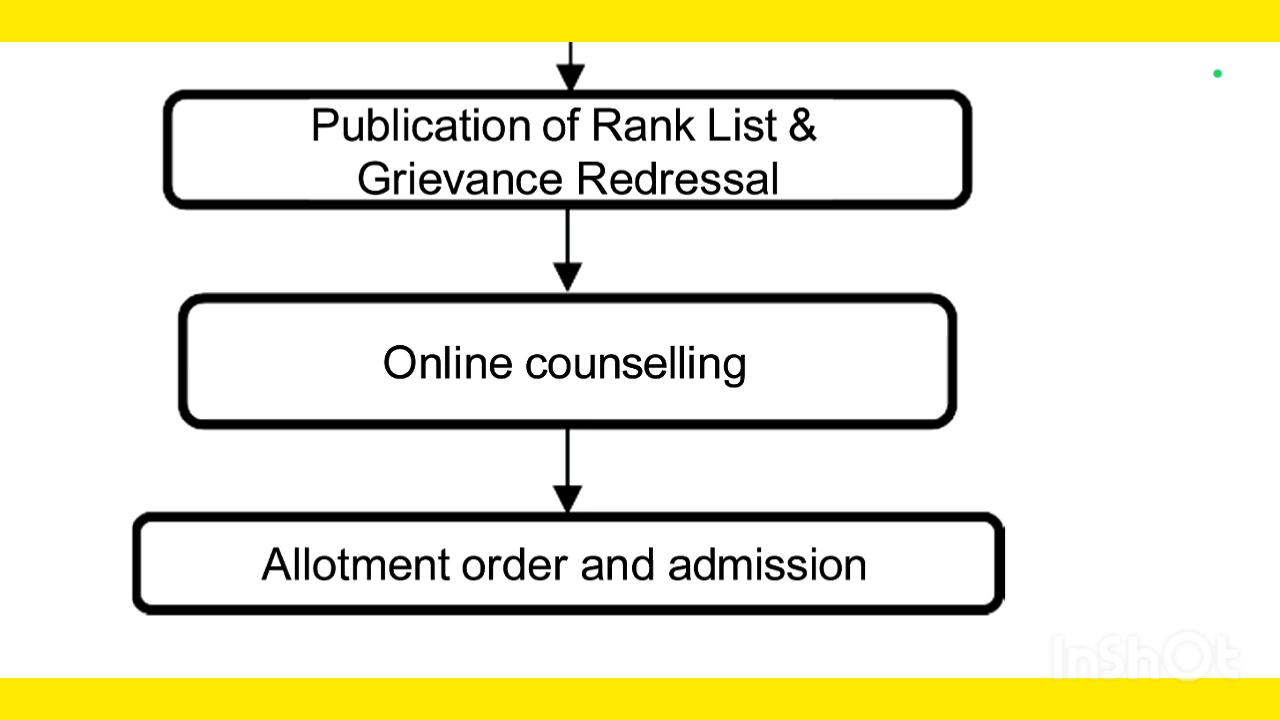 Publication of Rank List &
Grievance Redressal
Online counselling
Allotment order and admission
InShOt